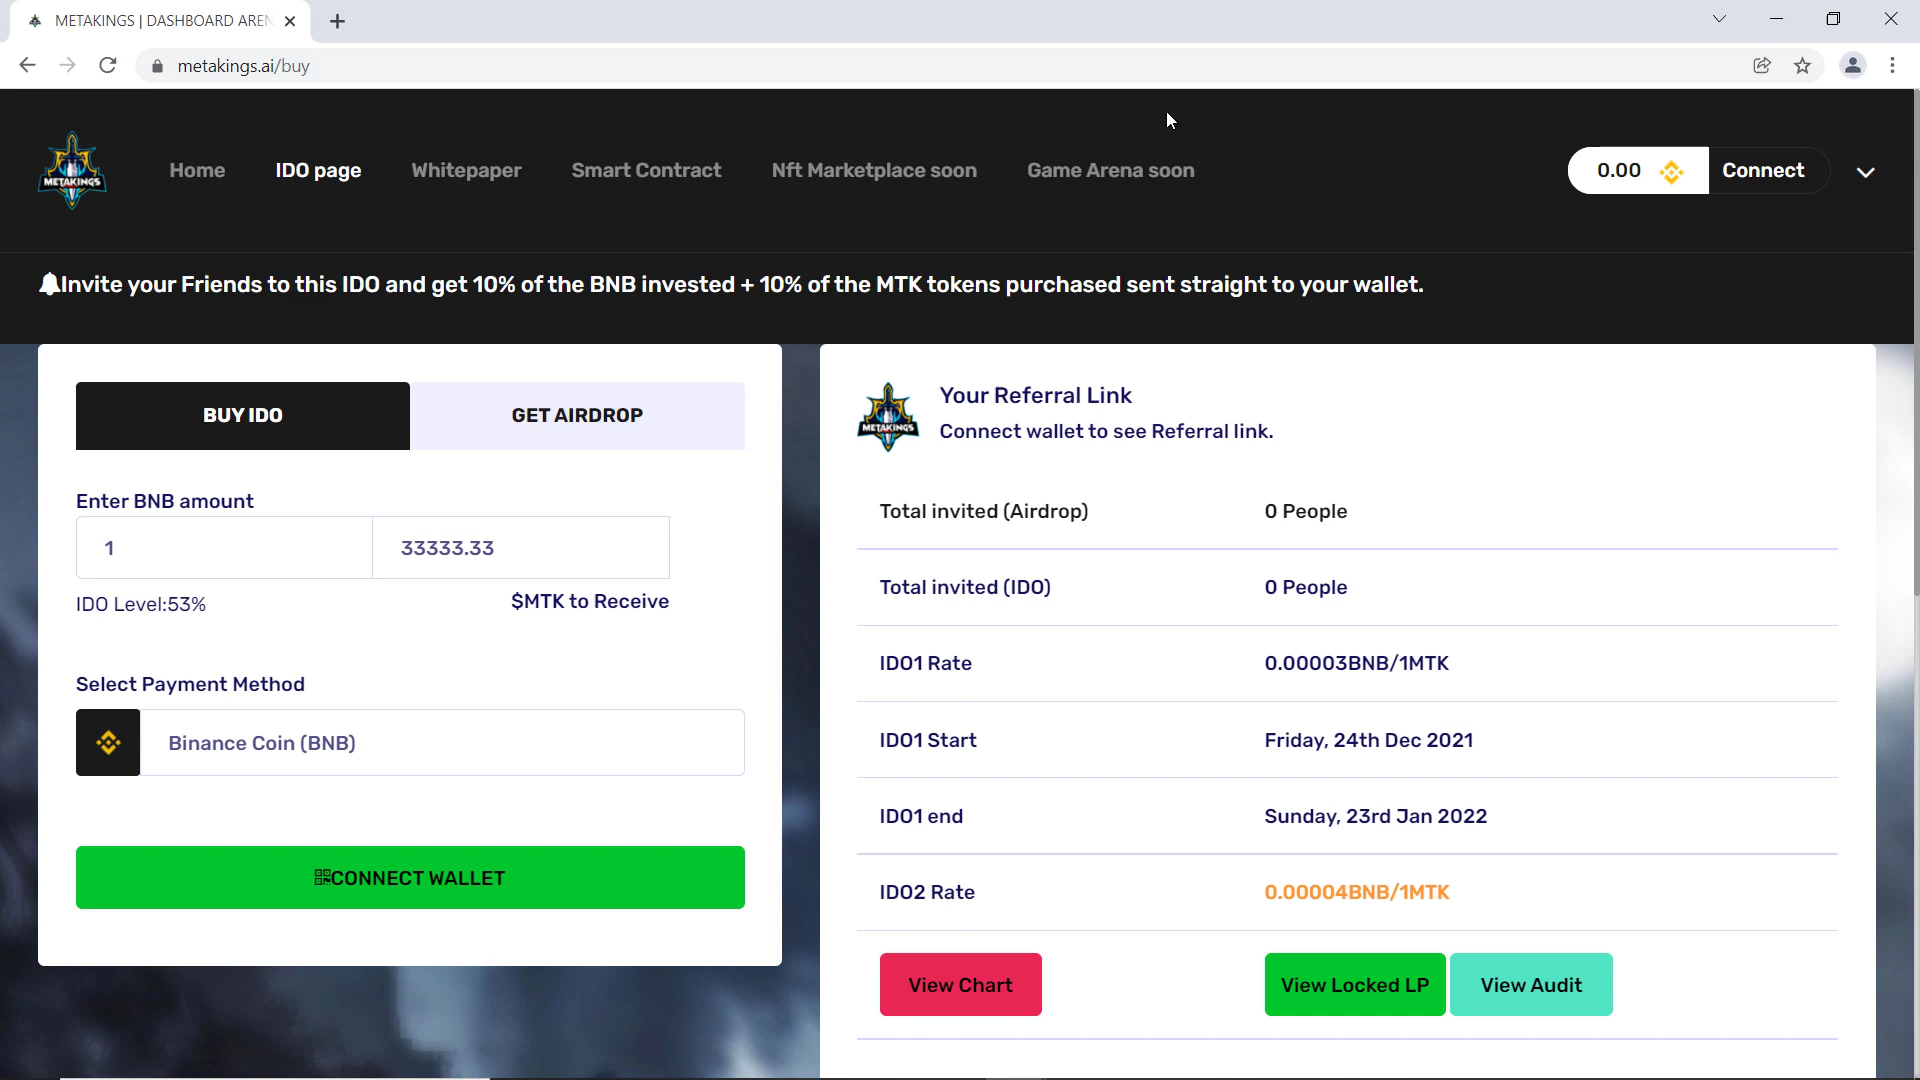 METAKINGS | DASHBOARD AREN
metakings.ai/buy
METAKINGS
Home
IDO page
Whitepaper
Smart Contract
Nft Marketplace soon
Game Arena soon
0.00
Connect
Invite your Friends to this IDO and get 10% of the BNB invested + 10% of the MTK tokens purchased sent straight to your wallet.
BUY IDO
GET AIRDROP
Enter BNB amount
1
33333.33
IDO Level:53%
$MTK to Receive
Select Payment Method
Binance Coin (BNB)
CONNECT WALLET
METAKINGS
Your Referral Link
Connect wallet to see Referral link.
Total invited (Airdrop)
0 People
Total invited (IDO)
0 People
IDO1 Rate
0.00003BNB/1MTK
IDO1 Start
Friday, 24th Dec 2021
IDO1 end
Sunday, 23rd Jan 2022
IDO2 Rate
0.00004BNB/1MTK
View Chart
View Locked LP
View Audit